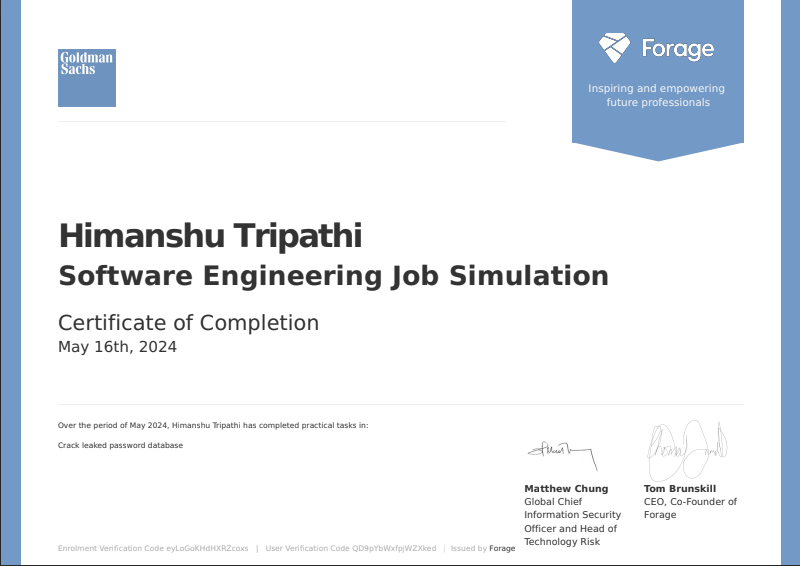 Goldman
Sachs
Forage
Inspiring and empowering
future professionals
Himanshu Tripathi
Software Engineering Job Simulation
Certificate of Completion
May 16th, 2024
Over the period of May 2024, Himanshu Tripathi has completed practical tasks in:
Crack leaked password database
Matthew Chung
Global Chief
Information Security
Officer and Head of
Technology Risk
Tom Brunskill
CEO, Co-Founder of
Forage
Enrolment Verification Code eyLoGoKHdHXRZcoxs | User Verification Code QD9pYbWxfpjWZXked | Issued by Forage